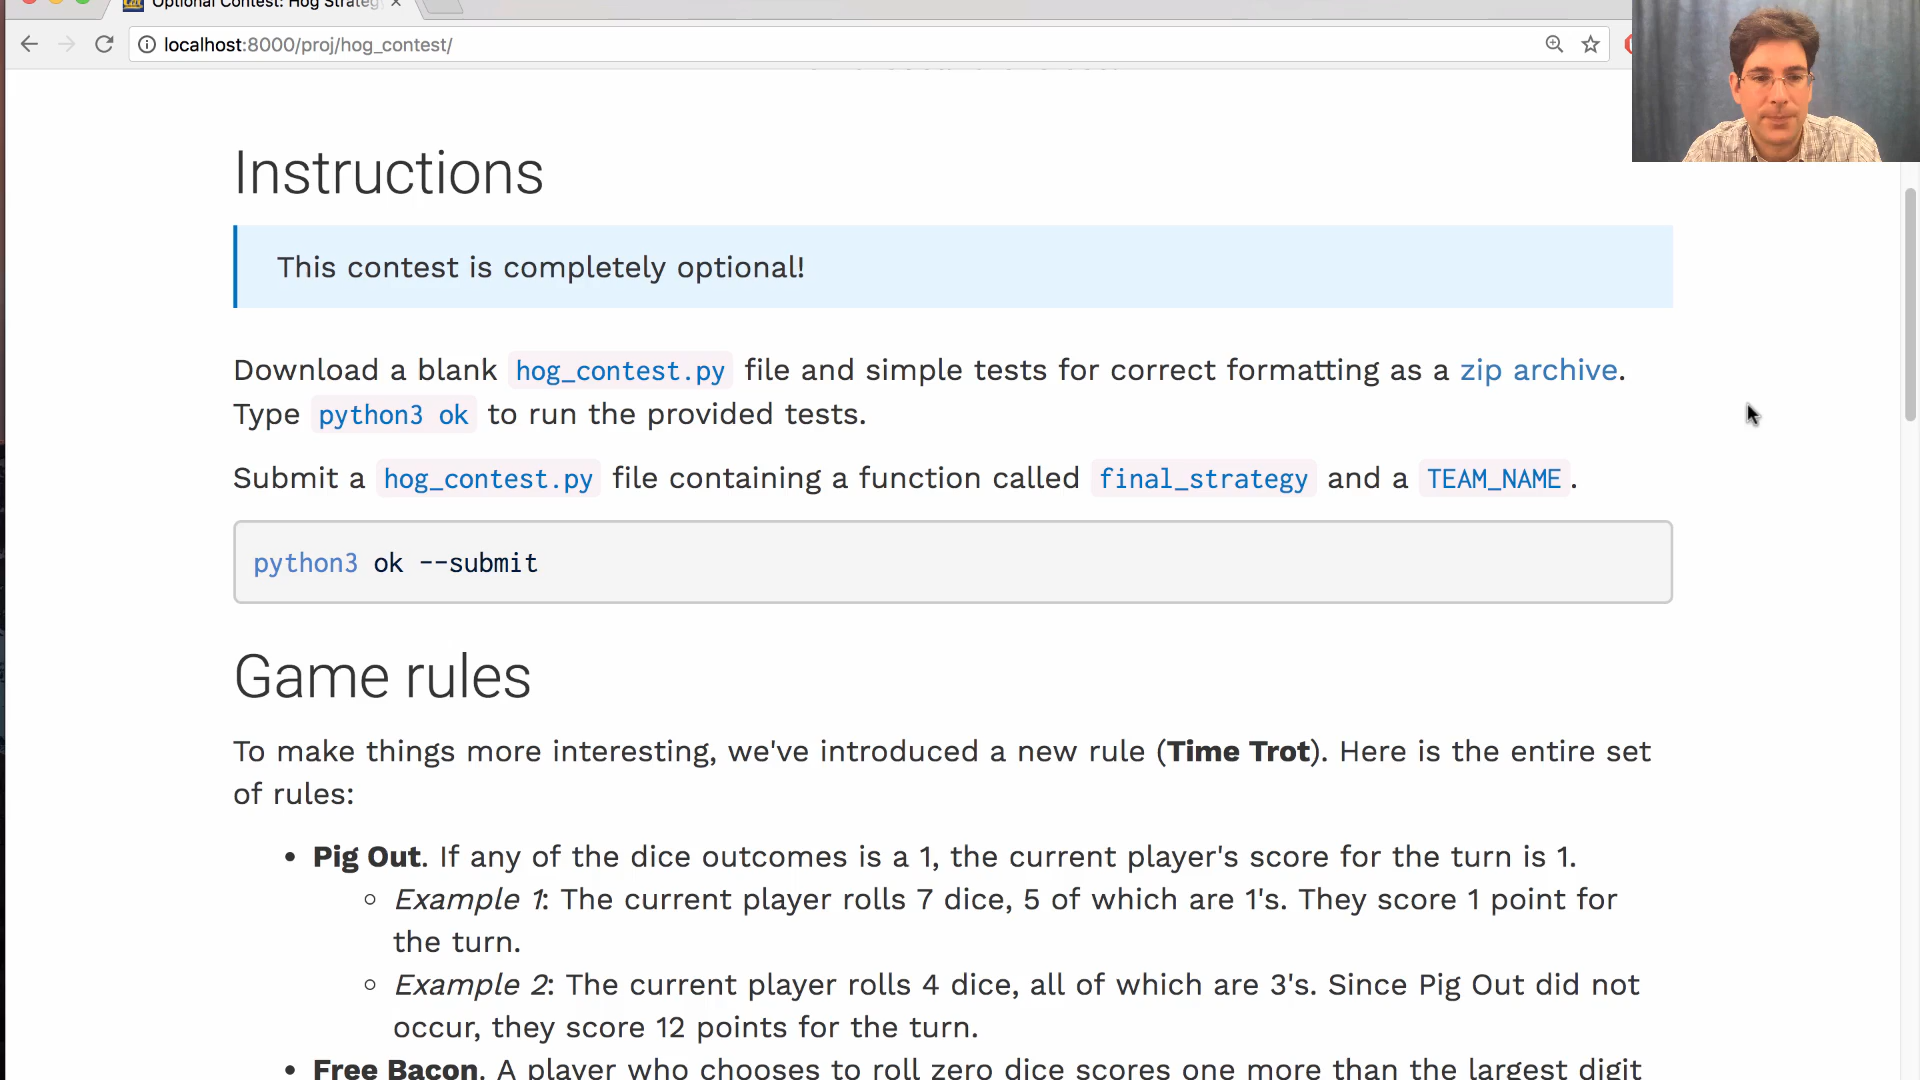 Optional Contest: Hog Strateg
localhost:8000/proj/hog_contest/
Instructions
This contest is completely optional!
Download a blank hog_contest.py file and simple tests for correct formatting as a zip archive.
Type python3 ok to run the provided tests.
Submit a hog_contest.py file containing a function called final_strategy and a TEAM_NAME.
python3 ok --submit
Game rules
To make things more interesting, we've introduced a new rule (Time Trot). Here is the entire set
of rules:
• Pig Out. If any of the dice outcomes is a 1, the current player's score for the turn is 1.
◦ Example 1: The current player rolls 7 dice, 5 of which are 1's. They score 1 point for
the turn.
◦ Example 2: The current player rolls 4 dice, all of which are 3's. Since Pig Out did not
occur, they score 12 points for the turn.
• Free Bacon. A player who chooses to roll zero dice scores one more than the largest digit